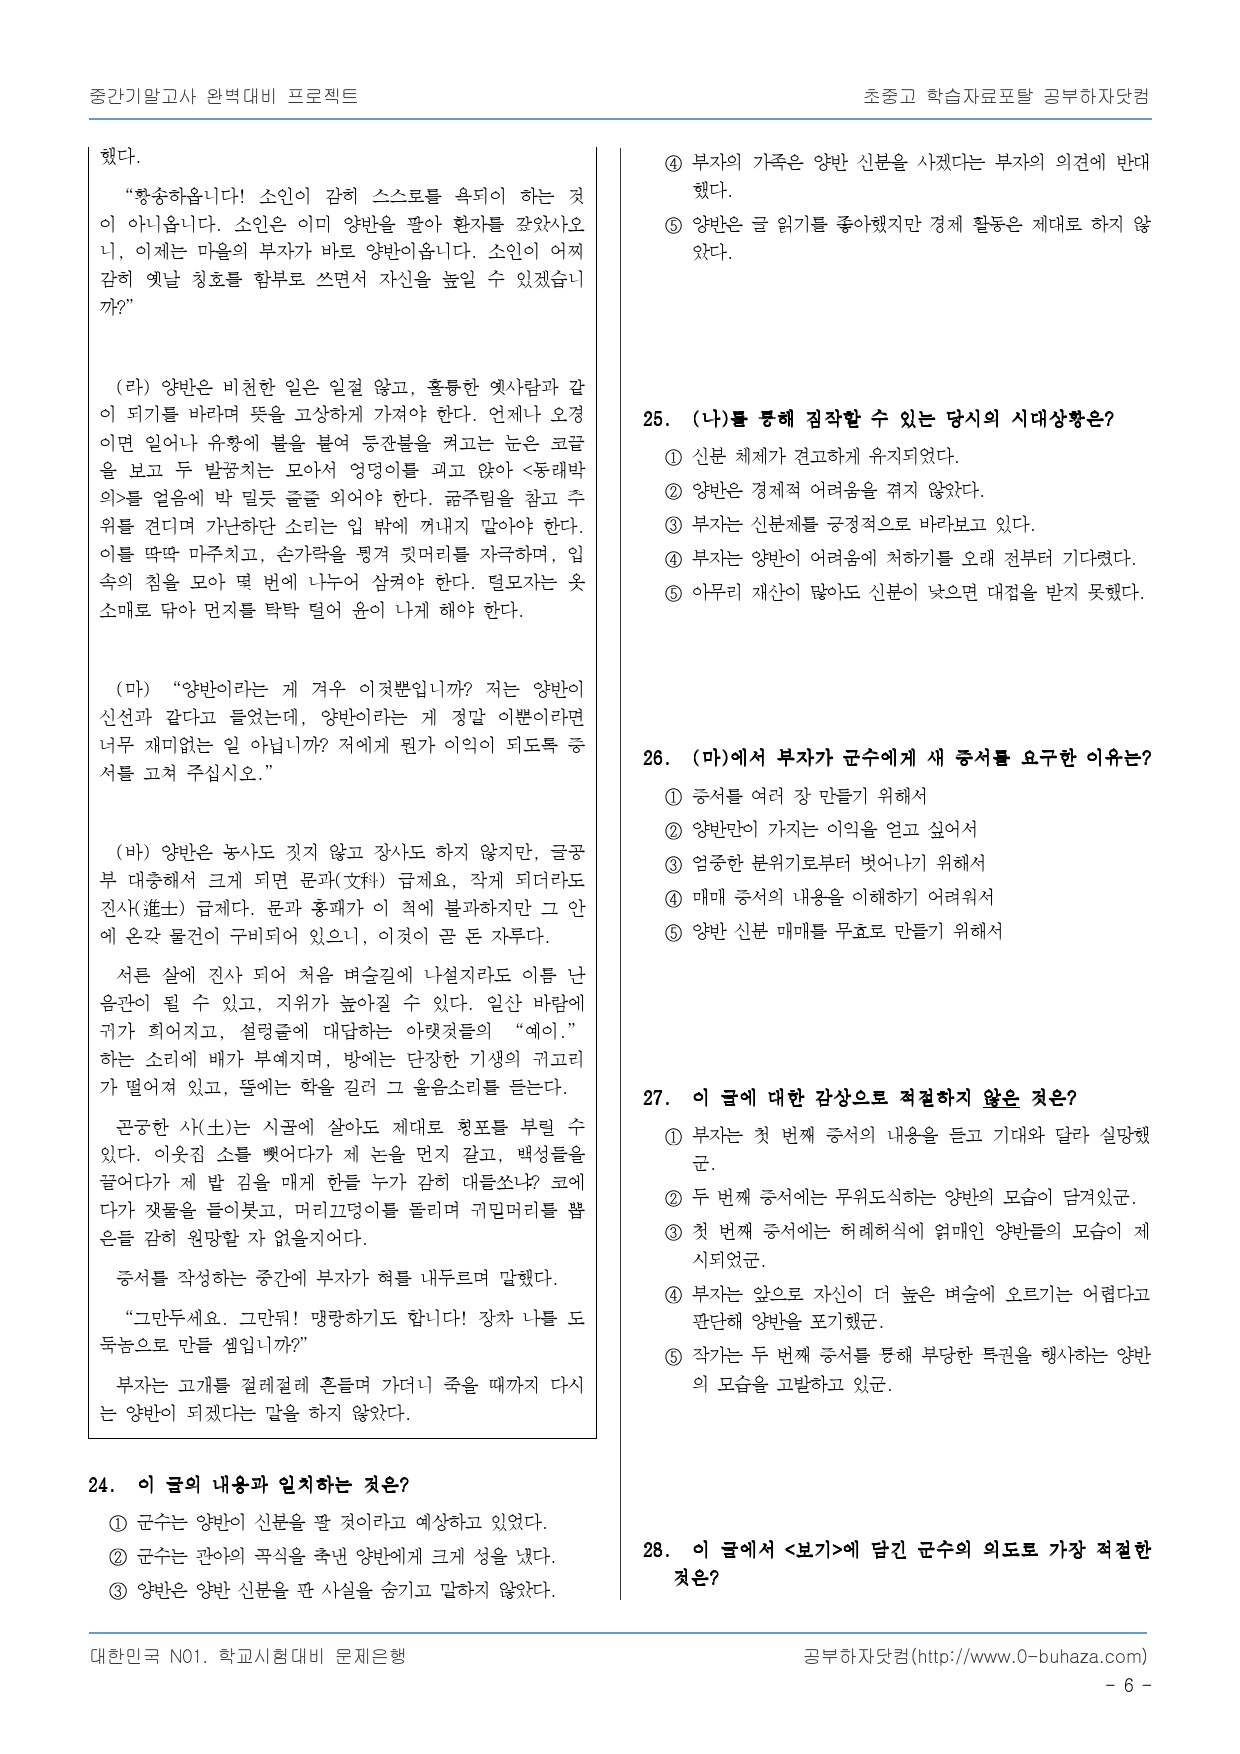 중간기말고사 완벽대비 프로젝트
초중고 학습자료포탈 공부하자닷컴
했다.
“황송하옵니다! 소인이 감히 스스로를 욕되이 하는 것
이 아니옵니다. 소인은 이미 양반을 팔아 환자를 갚았사오
니, 이제는 마을의 부자가 바로 양반이옵니다. 소인이 어찌
감히 옛날 칭호를 함부로 쓰면서 자신을 높일 수 있겠습니
까?”
(라) 양반은 비천한 일은 일절 않고, 훌륭한 옛사람과 같
이 되기를 바라며 뜻을 고상하게 가져야 한다. 언제나 오경
이면 일어나 유황에 불을 붙여 등잔불을 켜고는 눈은 코끝
을 보고 두 발꿈치는 모아서 엉덩이를 괴고 앉아 <동래박
의>를 얼음에 박 밀듯 줄줄 외어야 한다. 굶주림을 참고 추
위를 견디며 가난하단 소리는 입 밖에 꺼내지 말아야 한다.
이를 딱딱 마주치고, 손가락을 튕겨 뒷머리를 자극하며, 입
속의 침을 모아 몇 번에 나누어 삼켜야 한다. 털모자는 옷
소매로 닦아 먼지를 탁탁 털어 윤이 나게 해야 한다.
(마) “양반이라는 게 겨우 이것뿐입니까? 저는 양반이
신선과 같다고 들었는데, 양반이라는 게 정말 이뿐이라면
너무 재미없는 일 아닙니까? 저에게 뭔가 이익이 되도록 증
서를 고쳐 주십시오.”
(바) 양반은 농사도 짓지 않고 장사도 하지 않지만, 글공
부 대충해서 크게 되면 문과(文科) 급제요, 작게 되더라도
진사(進士) 급제다. 문과 홍패가 이 척에 불과하지만 그 안
에 온갖 물건이 구비되어 있으니, 이것이 곧 돈 자루다.
서른 살에 진사 되어 처음 벼슬길에 나설지라도 이름 난
음관이 될 수 있고, 지위가 높아질 수 있다. 일산 바람에
귀가 희어지고, 설렁줄에 대답하는 아랫것들의 “예이.”
하는 소리에 배가 부예지며, 방에는 단장한 기생의 귀고리
가 떨어져 있고, 뜰에는 학을 길러 그 울음소리를 듣는다.
곤궁한 사(士)는 시골에 살아도 제대로 횡포를 부릴 수
있다. 이웃집 소를 뺏어다가 제 논을 먼저 갈고, 백성들을
끌어다가 제 밭 김을 매게 한들 누가 감히 대들쏘냐? 코에
다가 잿물을 들이붓고, 머리끄덩이를 돌리며 귀밑머리를 뽑
은들 감히 원망할 자 없을지어다.
증서를 작성하는 중간에 부자가 혀를 내두르며 말했다.
“그만두세요. 그만둬! 맹랑하기도 합니다! 장차 나를 도
둑놈으로 만들 셈입니까?”
부자는 고개를 절레절레 흔들며 가더니 죽을 때까지 다시
는 양반이 되겠다는 말을 하지 않았다.
24. 이 글의 내용과 일치하는 것은?
① 군수는 양반이 신분을 팔 것이라고 예상하고 있었다.
② 군수는 관아의 곡식을 축낸 양반에게 크게 성을 냈다.
③ 양반은 양반 신분을 판 사실을 숨기고 말하지 않았다.
④ 부자의 가족은 양반 신분을 사겠다는 부자의 의견에 반대
했다.
⑤ 양반은 글 읽기를 좋아했지만 경제 활동은 제대로 하지 않
았다.
25. (나)를 통해 짐작할 수 있는 당시의 시대상황은?
① 신분 체제가 견고하게 유지되었다.
② 양반은 경제적 어려움을 겪지 않았다.
③ 부자는 신분제를 긍정적으로 바라보고 있다.
④ 부자는 양반이 어려움에 처하기를 오래 전부터 기다렸다.
⑤ 아무리 재산이 많아도 신분이 낮으면 대접을 받지 못했다.
26. (마)에서 부자가 군수에게 새 증서를 요구한 이유는?
① 증서를 여러 장 만들기 위해서
② 양반만이 가지는 이익을 얻고 싶어서
③ 엄중한 분위기로부터 벗어나기 위해서
④ 매매 증서의 내용을 이해하기 어려워서
⑤ 양반 신분 매매를 무효로 만들기 위해서
27. 이 글에 대한 감상으로 적절하지 않은 것은?
① 부자는 첫 번째 증서의 내용을 듣고 기대와 달라 실망했
군.
② 두 번째 증서에는 무위도식하는 양반의 모습이 담겨있군.
③ 첫 번째 증서에는 허례허식에 얽매인 양반들의 모습이 제
시되었군.
④ 부자는 앞으로 자신이 더 높은 벼슬에 오르기는 어렵다고
판단해 양반을 포기했군.
⑤ 작가는 두 번째 증서를 통해 부당한 특권을 행사하는 양반
의 모습을 고발하고 있군.
28. 이 글에서 <보기>에 담긴 군수의 의도로 가장 적절한
것은?
대한민국 N01. 학교시험대비 문제은행
공부하자닷컴(http://www.0-buhaza.com)
- 6 -